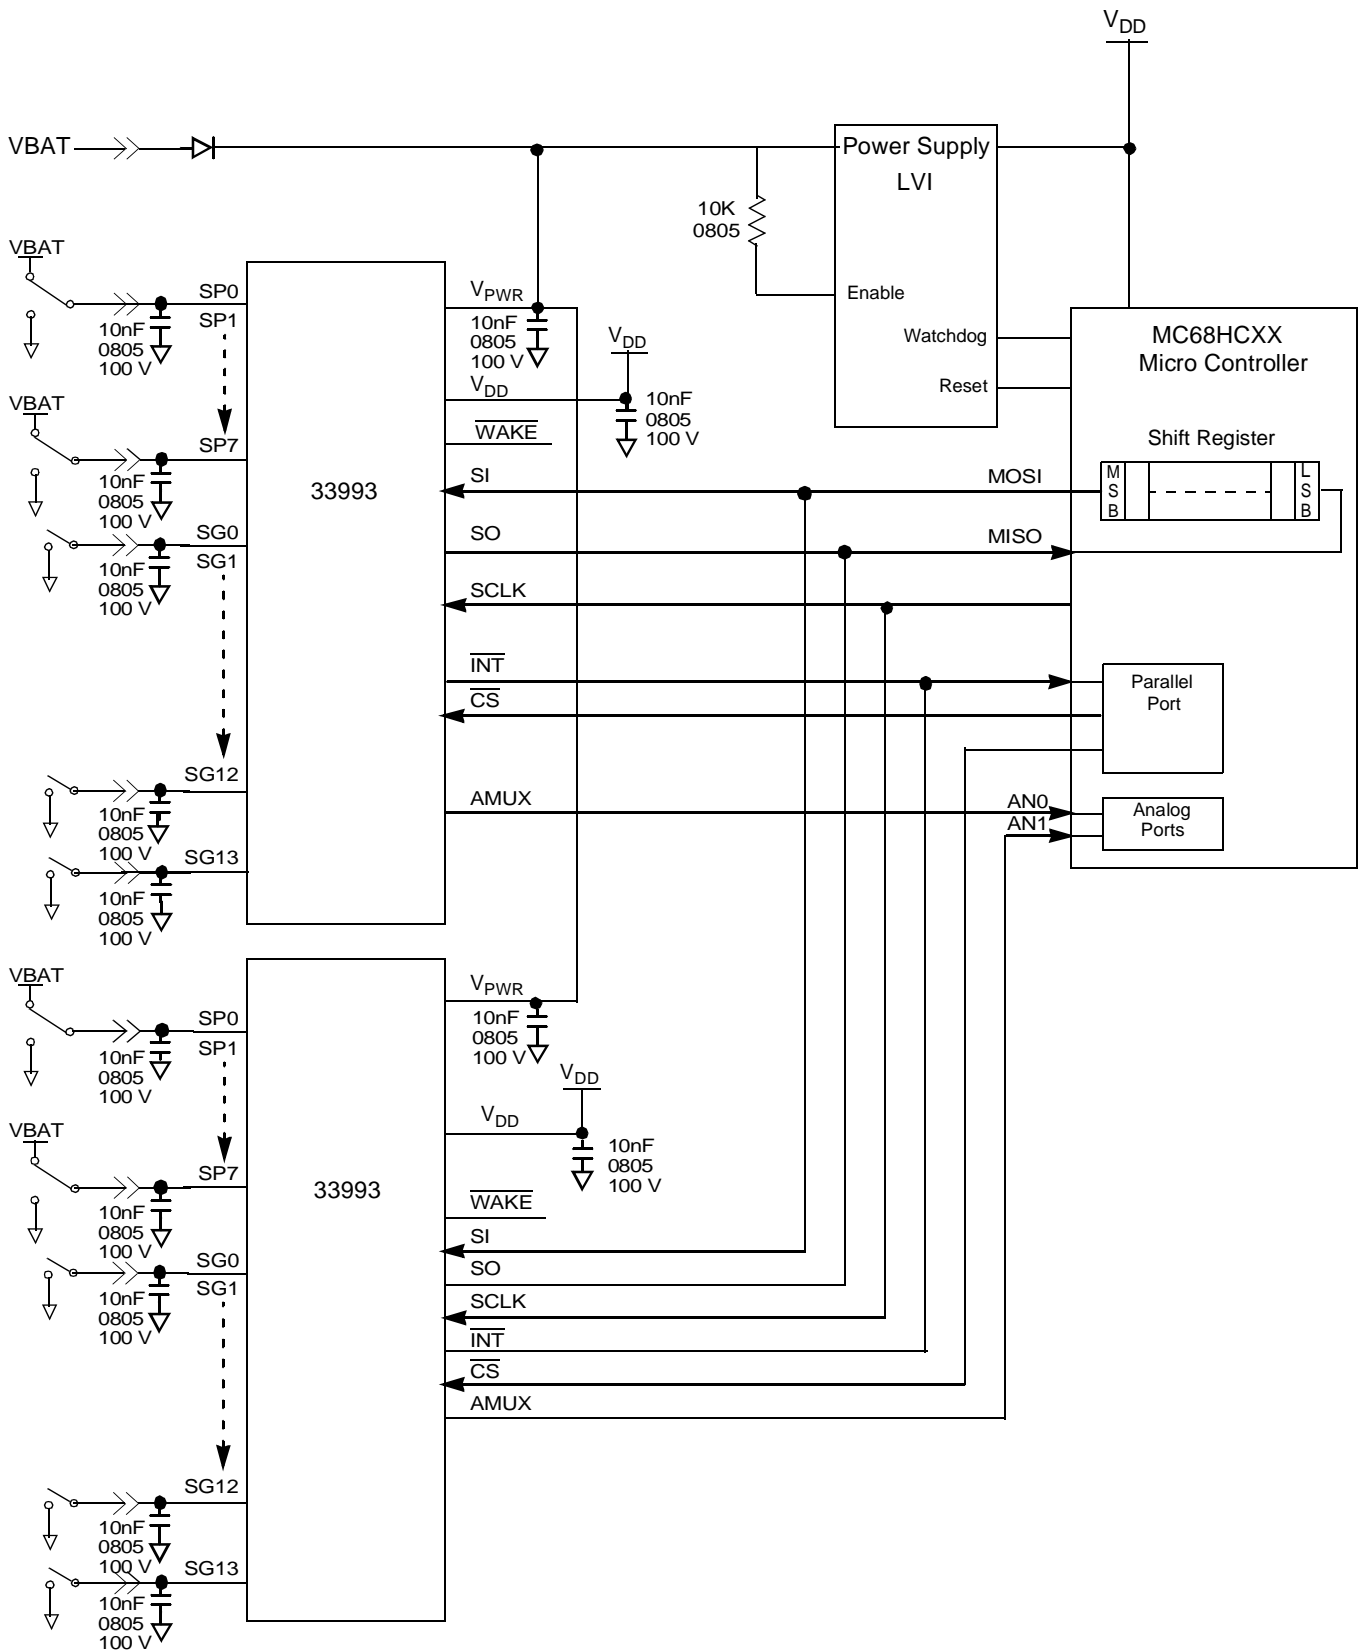 VDD
VBAT
Power Supply
LVI
10K
0805
Enable
Watchdog
Reset
MC68HCXX
Micro Controller
Shift Register
M
S
B
L
S
B
MOSI
MISO
Parallel
Port
AN0
AN1
Analog
Ports
VBAT
SP0
SP1
10nF
0805
100 V
VBAT
SP7
10nF
0805
100 V
SG0
SG1
10nF
0805
100 V
SG12
10nF
0805
100 V
SG13
10nF
0805
100 V
33993
VPWR
10nF
0805
100 V
VDD
VDD
10nF
0805
100 V
WAKE
SI
SO
SCLK
INT
CS
AMUX
VBAT
SP0
SP1
10nF
0805
100 V
VBAT
SP7
10nF
0805
100 V
SG0
SG1
10nF
0805
100 V
SG12
10nF
0805
100 V
SG13
10nF
0805
100 V
33993
VPWR
10nF
0805
100 V
VDD
VDD
10nF
0805
100 V
WAKE
SI
SO
SCLK
INT
CS
AMUX